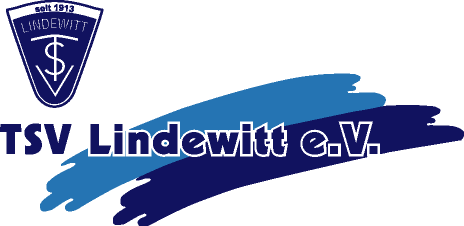 seit 1913
LINDEWITT
TSV
TSV Lindewitt e.V.